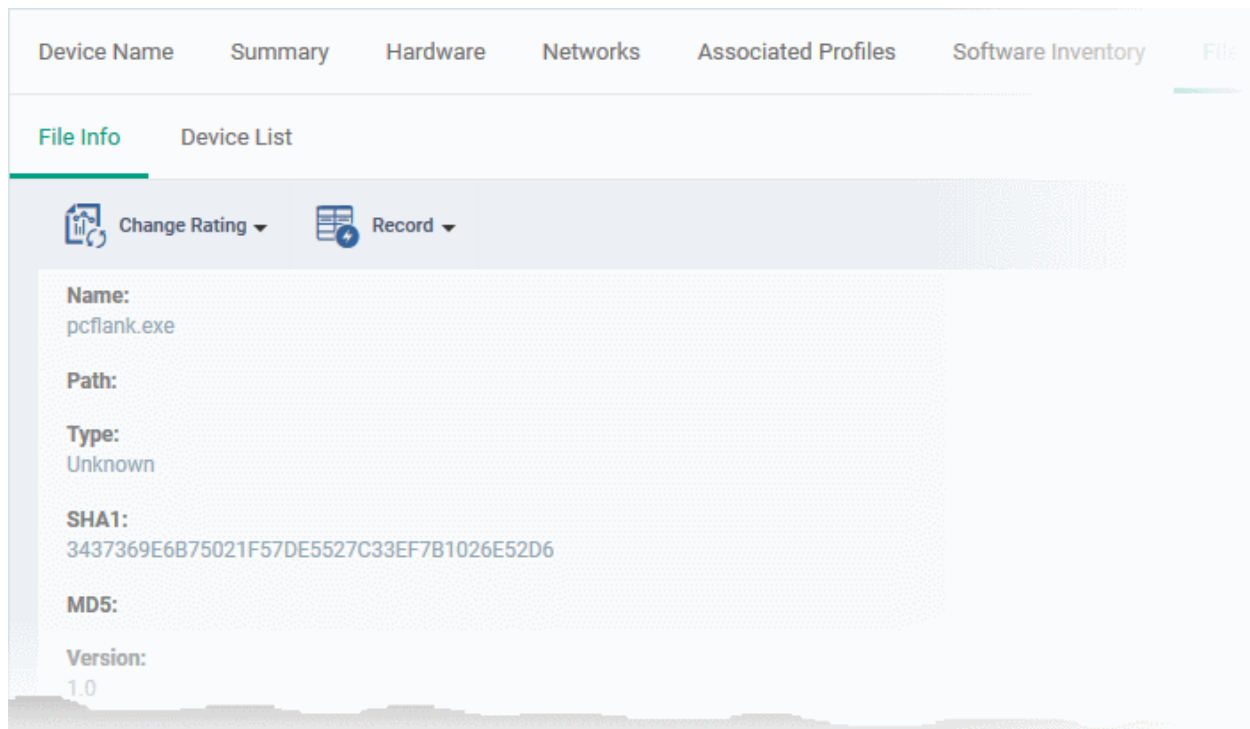 Device Name Summary Hardware Networks Associated Profiles Software Inventory File
File Info Device List
Change Rating Record
Name:
pcflank.exe
Path:
Type:
Unknown
SHA1:
3437369E6B75021F57DE5527C33EF7B1026E52D6
MD5:
Version:
1.0